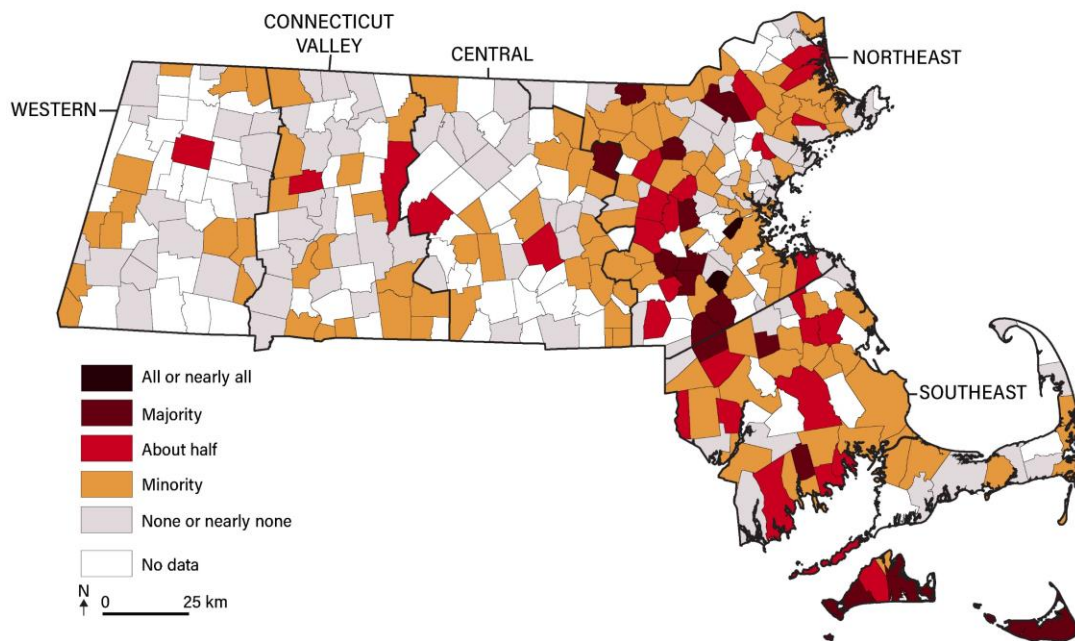 CONNECTICUT
VALLEY
CENTRAL
NORTHEAST
WESTERN
SOUTHEAST
All or nearly all
Majority
About half
Minority
None or nearly none
No data
N
0 25 km